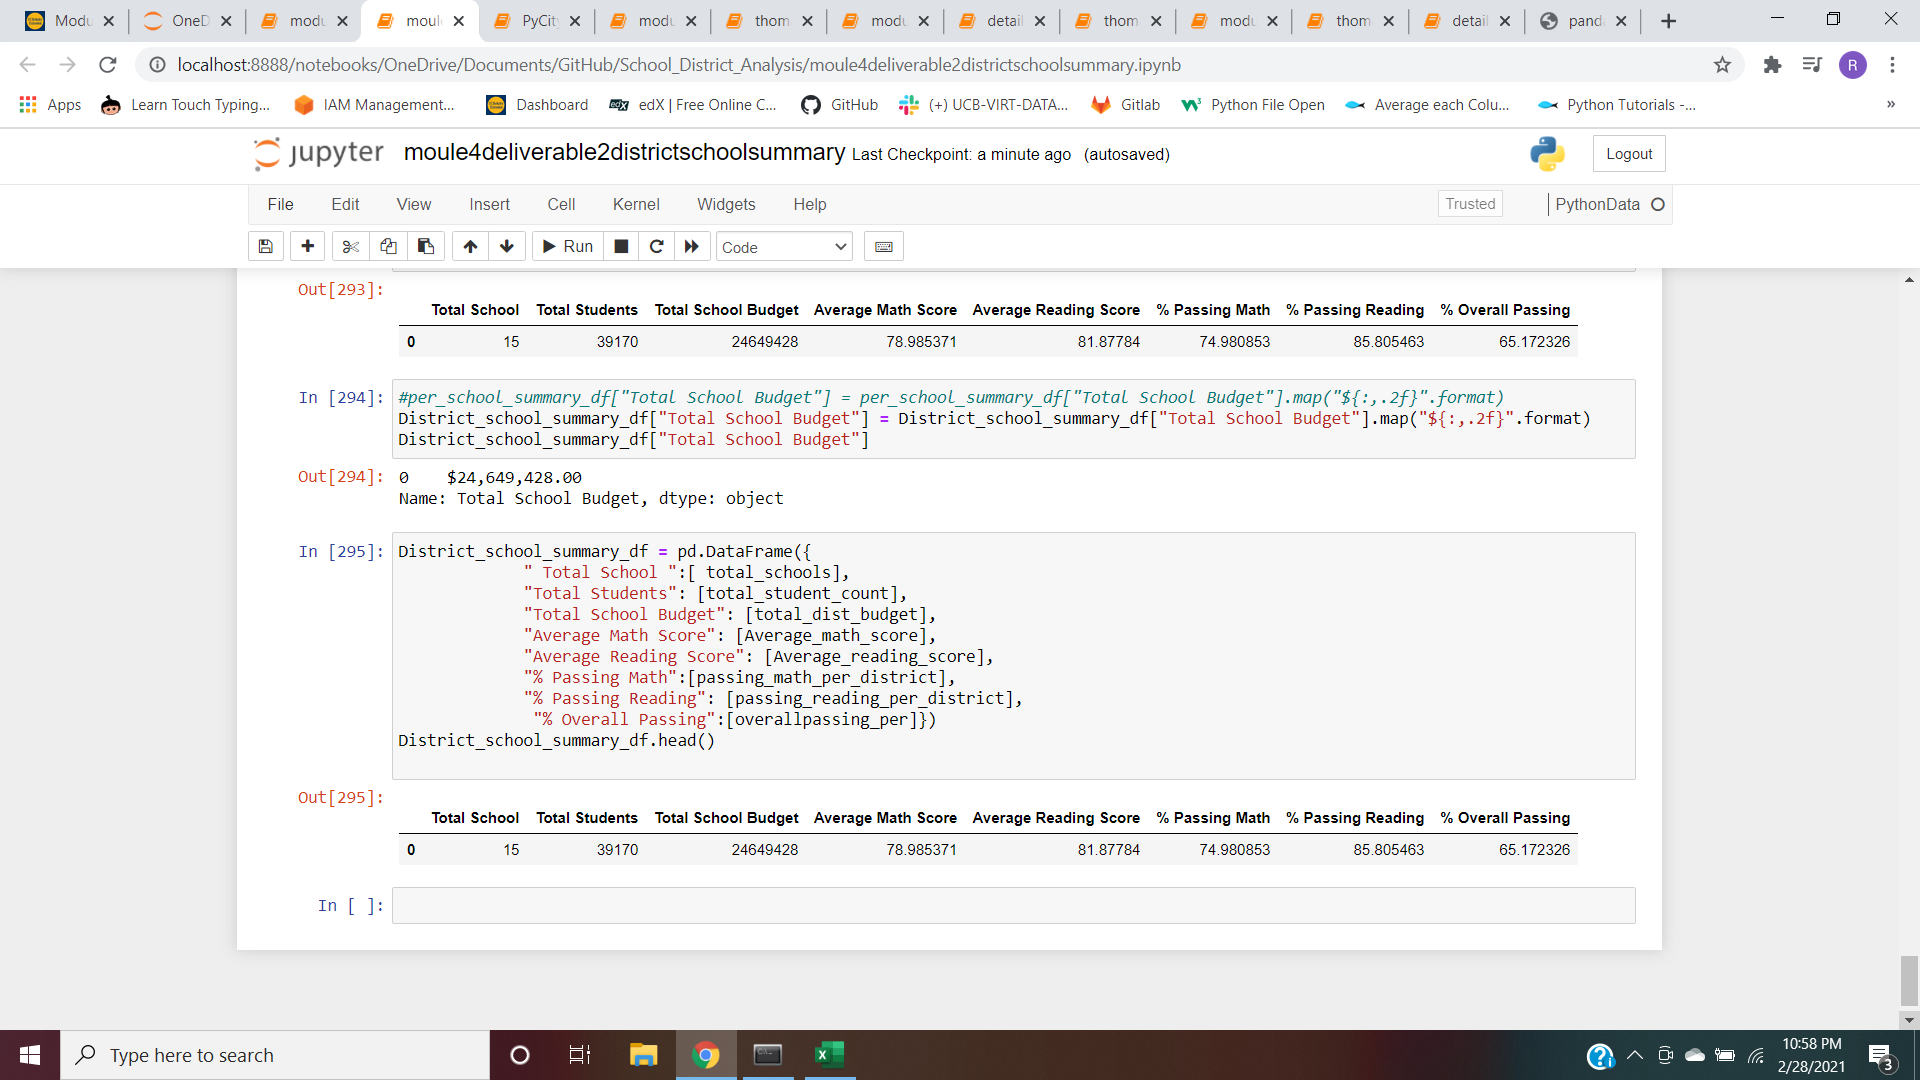 Modu
OneD
modu
moule
PyCity
modu
thom
modu
detail
thom
modu
thom
detail
panda
localhost:8888/notebooks/OneDrive/Documents/GitHub/School_District_Analysis/moule4deliverable2districtschoolsummary.ipynb
R
Apps
Learn Touch Typing...
IAM Management...
Dashboard
edX | Free Online C...
GitHub
(+) UCB-VIRT-DATA...
Gitlab
Python File Open
Average each Colu...
Python Tutorials -...
»
jupyter moule4deliverable2districtschoolsummary Last Checkpoint: a minute ago (autosaved)
Logout
File Edit View Insert Cell Kernel Widgets Help
Trusted
PythonData
Run
Code
Out[293]:
Total School Total Students Total School Budget Average Math Score Average Reading Score % Passing Math % Passing Reading % Overall Passing
0 15 39170 24649428 78.985371 81.87784 74.980853 85.805463 65.172326
In [294]: #per_school_summary_df["Total School Budget"] = per_school_summary_df["Total School Budget"].map("${:,.2f}".format)
District_school_summary_df["Total School Budget"] = District_school_summary_df["Total School Budget"].map("${:,.2f}".format)
District_school_summary_df["Total School Budget"]
Out[294]: 0 $24,649,428.00
Name: Total School Budget, dtype: object
In [295]: District_school_summary_df = pd.DataFrame({
" Total School ":[ total_schools],
"Total Students": [total_student_count],
"Total School Budget": [total_dist_budget],
"Average Math Score": [Average_math_score],
"Average Reading Score": [Average_reading_score],
"% Passing Math":[passing_math_per_district],
"% Passing Reading": [passing_reading_per_district],
"% Overall Passing":[overallpassing_per]})
District_school_summary_df.head()
Out[295]:
Total School Total Students Total School Budget Average Math Score Average Reading Score % Passing Math % Passing Reading % Overall Passing
0 15 39170 24649428 78.985371 81.87784 74.980853 85.805463 65.172326
In [ ]:
Type here to search
10:58 PM
2/28/2021
3